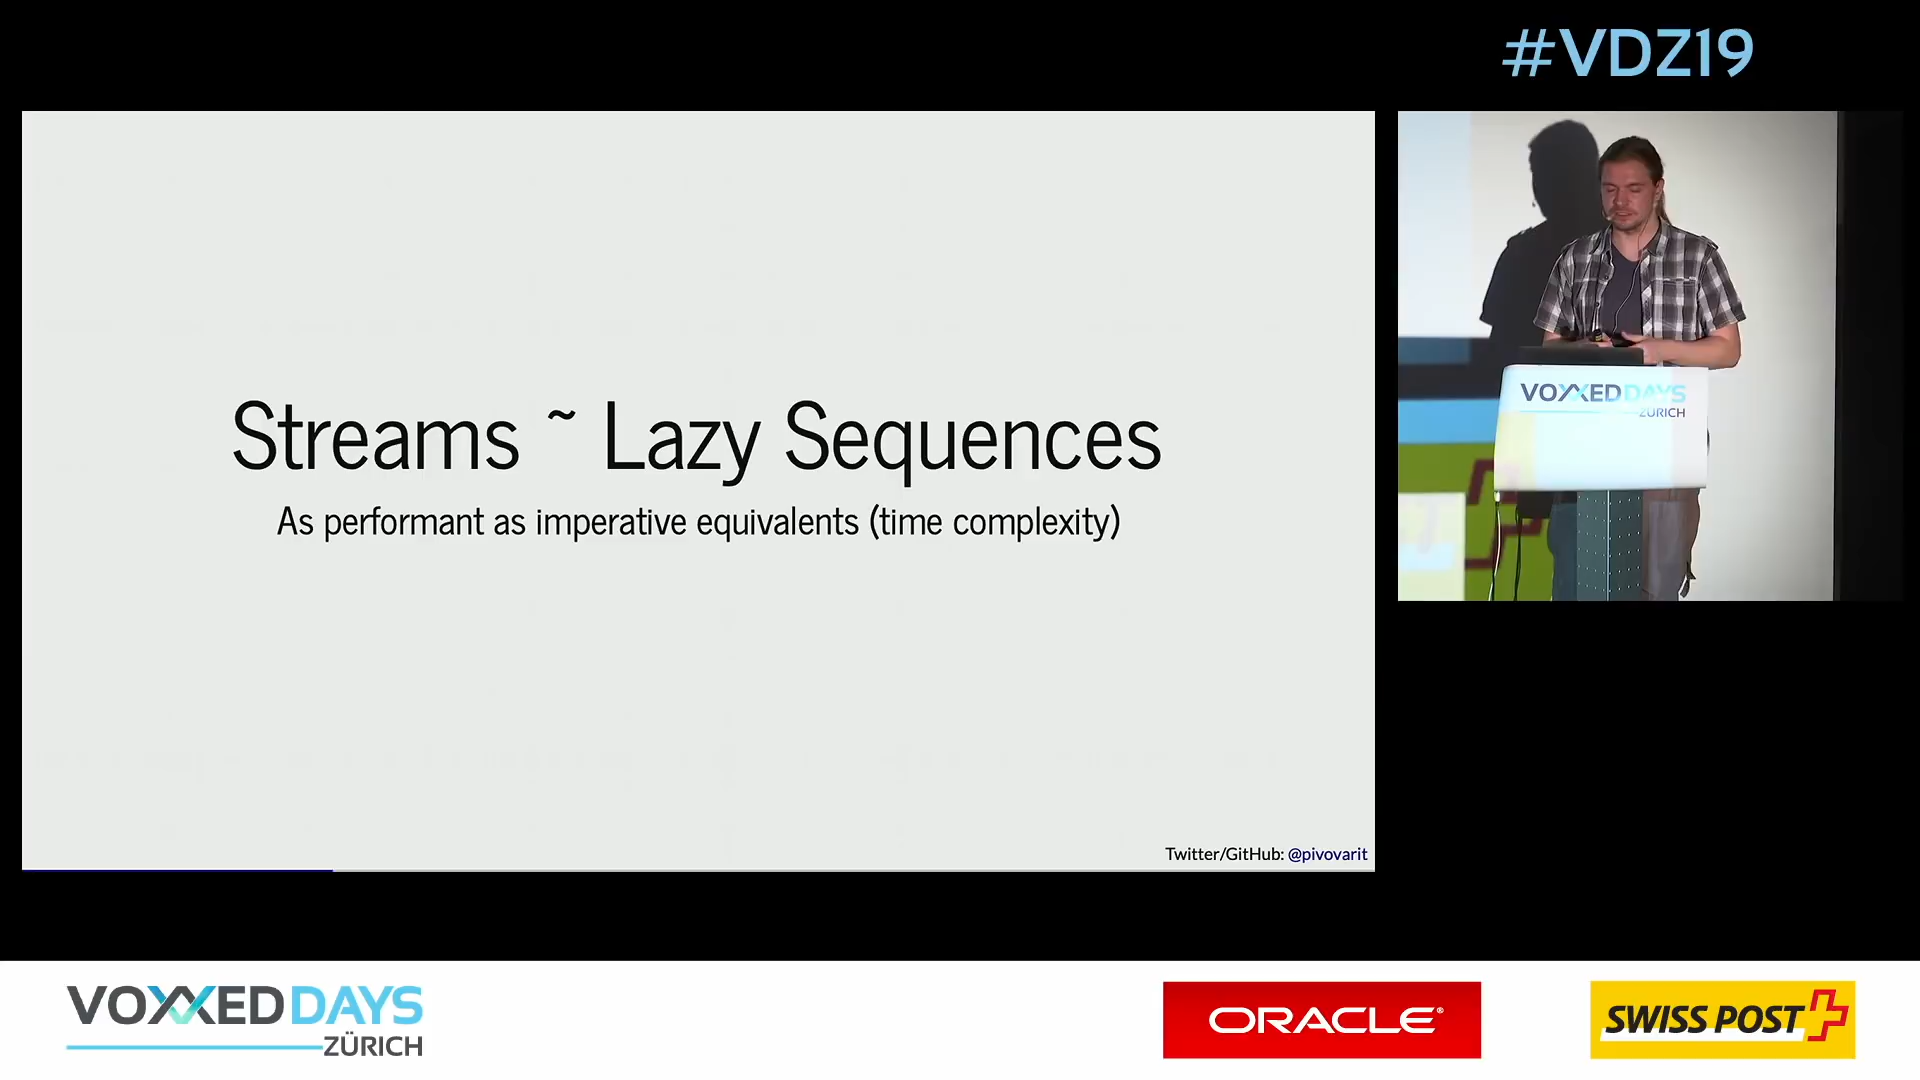 #VDZ19
Streams ~ Lazy Sequences
As performant as imperative equivalents (time complexity)
Twitter/GitHub: @pivovarit
VOXXED DAYS
ZÜRICH
VOXXED DAYS
ZÜRICH
ORACLE®
SWISS POST